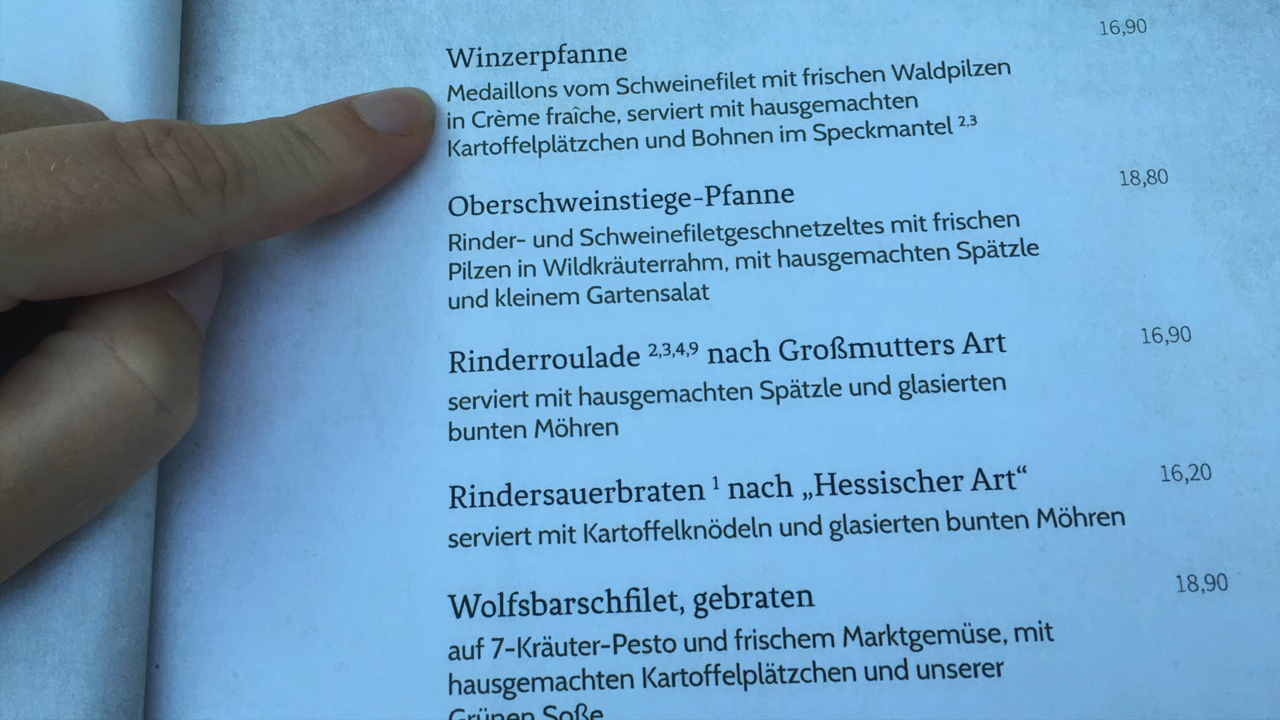 Winzerpfanne 16,90
Medaillons vom Schweinefilet mit frischen Waldpilzen
in Crème fraîche, serviert mit hausgemachten
Kartoffelplätzchen und Bohnen im Speckmantel 2,3
Oberschweinstiege-Pfanne 18,80
Rinder- und Schweinefiletgeschnetzeltes mit frischen
Pilzen in Wildkräuterrahm, mit hausgemachten Spätzle
und kleinem Gartensalat
Rinderroulade 2,3,4,9 nach Großmutters Art 16,90
serviert mit hausgemachten Spätzle und glasierten
bunten Möhren
Rindersauerbraten 1 nach „Hessischer Art“ 16,20
serviert mit Kartoffelknödeln und glasierten bunten Möhren
Wolfsbarschfilet, gebraten 18,90
auf 7-Kräuter-Pesto und frischem Marktgemüse, mit
hausgemachten Kartoffelplätzchen und unserer
Grünen Soße